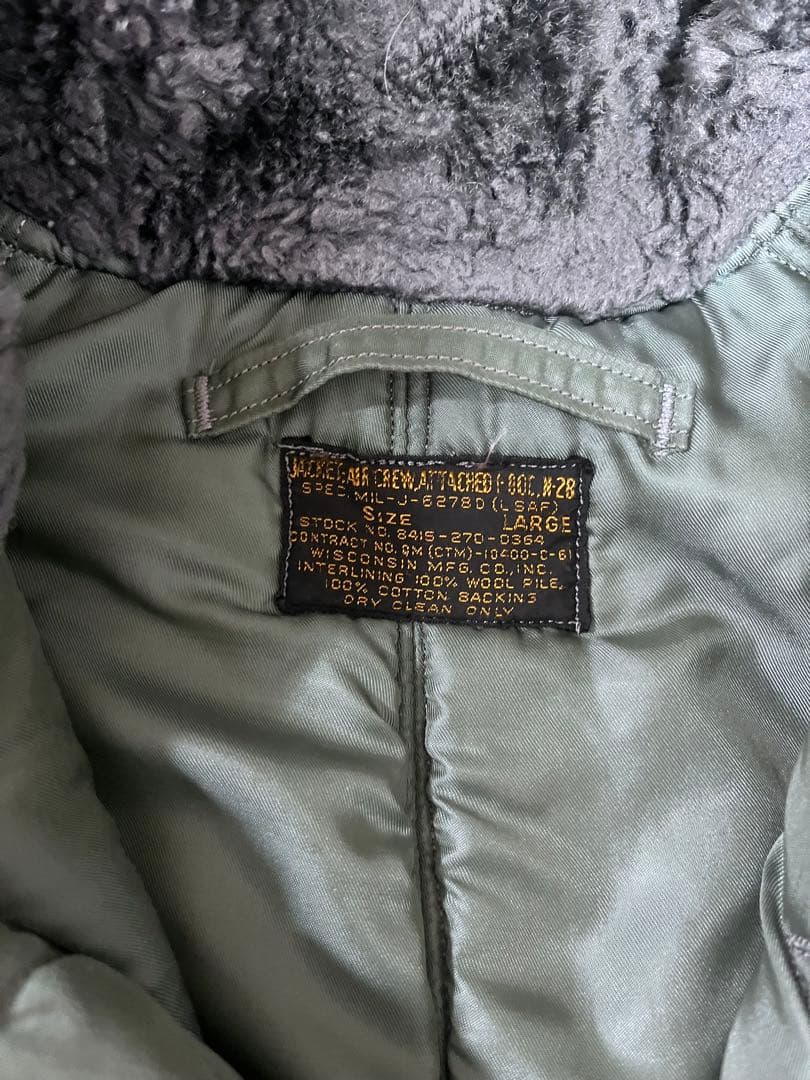 JACKET, AIR CREW, ATTACHED HOOD, N-2B
SPEC. MIL-J-6278D (USAF)
SIZE LARGE
STOCK NO. 8415-270-0364
CONTRACT NO. QM (CTM)-10400-C-61
WISCONSIN MFG. CO., INC.
INTERLINING 100% WOOL PILE,
100% COTTON BACKING
DRY CLEAN ONLY